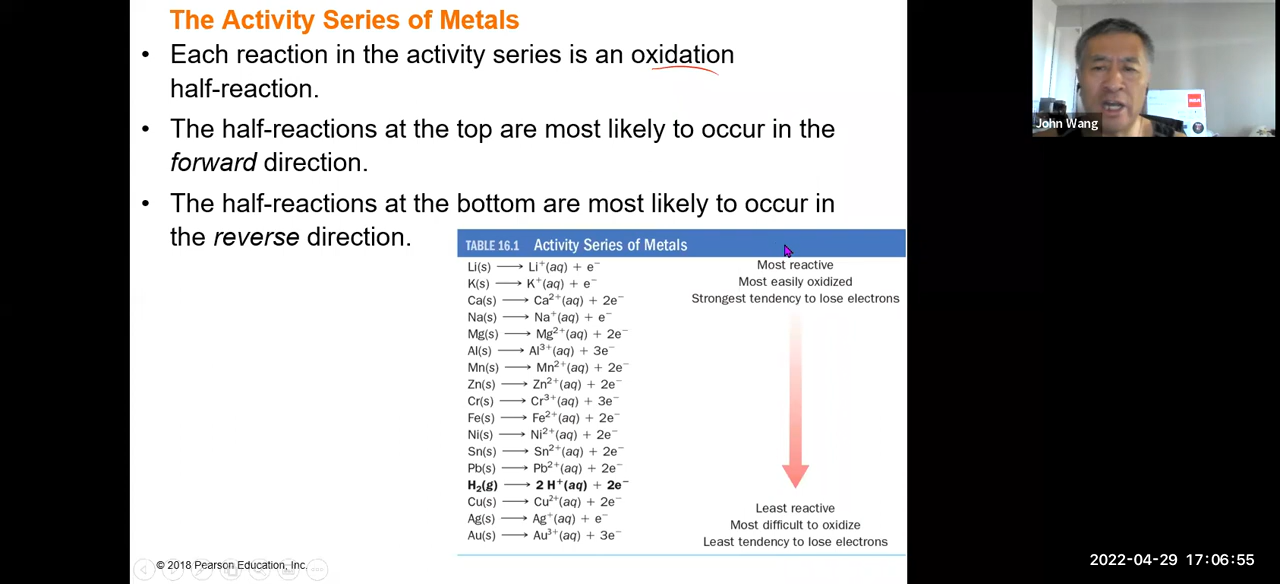 The Activity Series of Metals
• Each reaction in the activity series is an oxidation
half-reaction.
• The half-reactions at the top are most likely to occur in the
forward direction.
• The half-reactions at the bottom are most likely to occur in
the reverse direction.
TABLE 16.1 Activity Series of Metals
Li(s) ⟶ Li⁺(aq) + e⁻
K(s) ⟶ K⁺(aq) + e⁻
Ca(s) ⟶ Ca²⁺(aq) + 2e⁻
Na(s) ⟶ Na⁺(aq) + e⁻
Mg(s) ⟶ Mg²⁺(aq) + 2e⁻
Al(s) ⟶ Al³⁺(aq) + 3e⁻
Mn(s) ⟶ Mn²⁺(aq) + 2e⁻
Zn(s) ⟶ Zn²⁺(aq) + 2e⁻
Cr(s) ⟶ Cr³⁺(aq) + 3e⁻
Fe(s) ⟶ Fe²⁺(aq) + 2e⁻
Ni(s) ⟶ Ni²⁺(aq) + 2e⁻
Sn(s) ⟶ Sn²⁺(aq) + 2e⁻
Pb(s) ⟶ Pb²⁺(aq) + 2e⁻
H₂(g) ⟶ 2 H⁺(aq) + 2e⁻
Cu(s) ⟶ Cu²⁺(aq) + 2e⁻
Ag(s) ⟶ Ag⁺(aq) + e⁻
Au(s) ⟶ Au³⁺(aq) + 3e⁻
Most reactive
Most easily oxidized
Strongest tendency to lose electrons
Least reactive
Most difficult to oxidize
Least tendency to lose electrons
© 2018 Pearson Education, Inc.
RCA
John Wang
2022-04-29 17:06:55